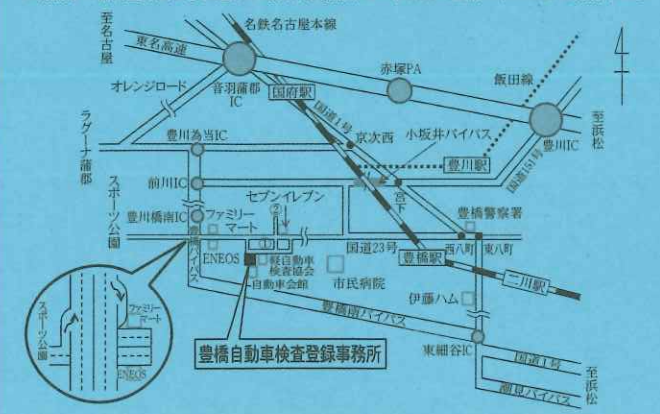 至名古屋
東名高速
名鉄名古屋本線
オレンジロード
音羽蒲郡
IC
国府駅
国道1号
赤塚PA
飯田線
至浜松
豊川IC
国道151号
ラグーナ蒲郡
豊川為当IC
京次西
小坂井バイパス
豊川駅
宮下
前川IC
スポーツ公園
豊川橋南IC
豊橋バイパス
ファミリー
マート
セブンイレブン
②
①
ENEOS
軽自動車
検査協会
自動車会館
市民病院
国道23号
豊橋警察署
西八町
東八町
豊橋駅
二川駅
伊藤ハム
豊橋南バイパス
豊橋自動車検査登録事務所
東細谷IC
国道1号
潮見バイパス
至浜松
スポーツ公園
ファミリー
マート
ENEOS